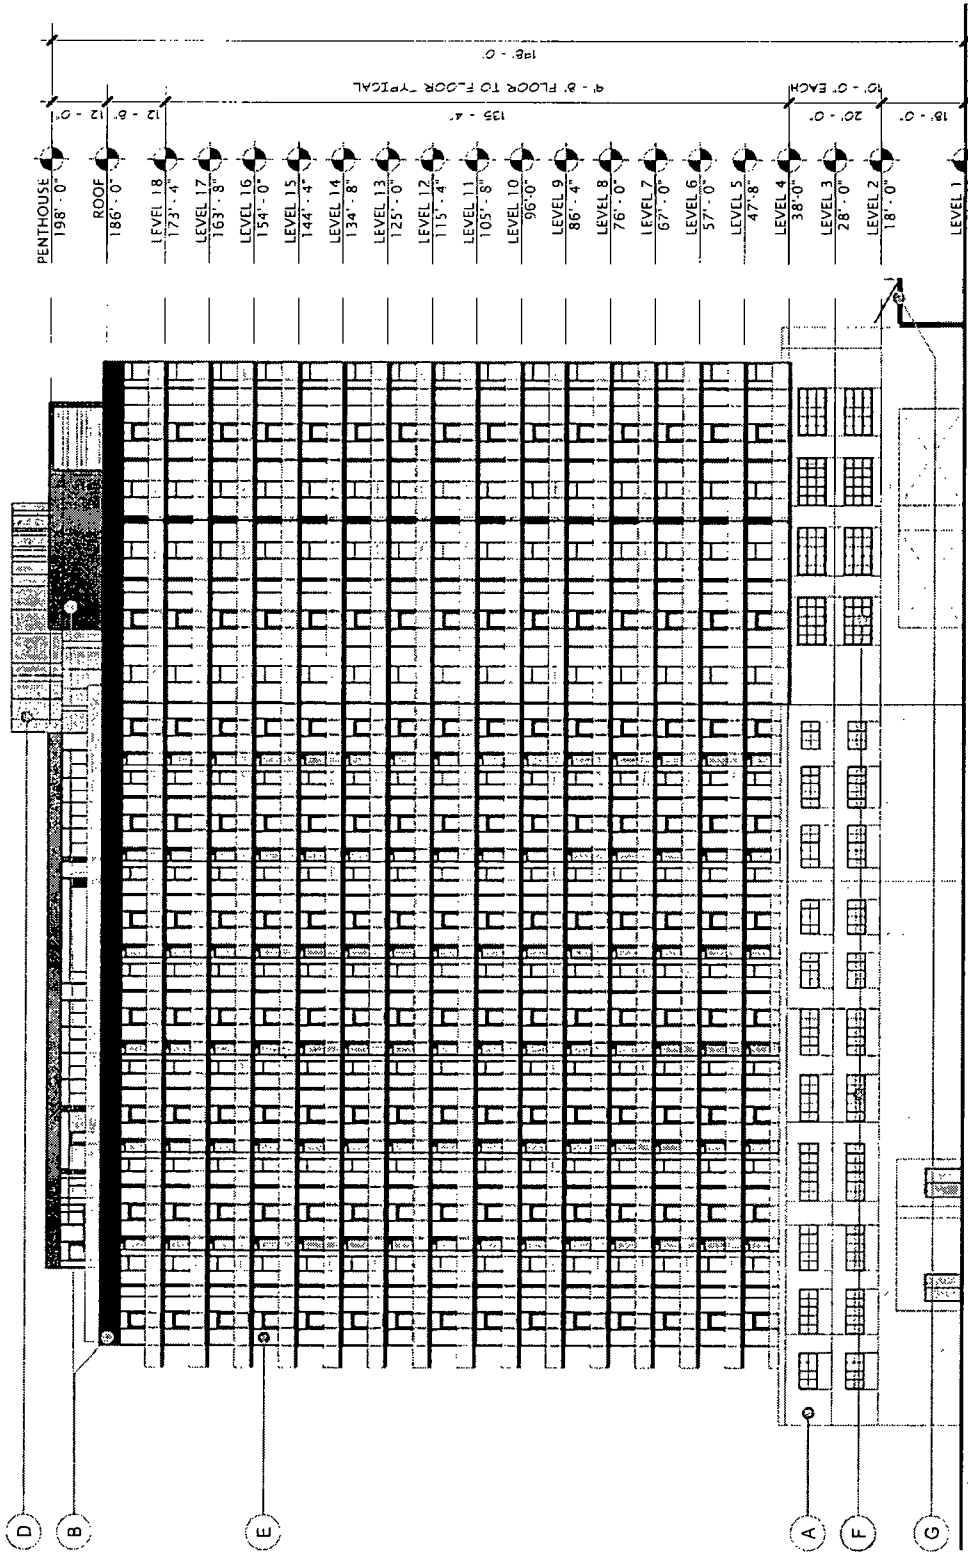 PENTHOUSE
198' - 0"
ROOF
186' - 0"
LEVEL 18
173' - 4"
LEVEL 17
163' - 8"
LEVEL 16
154' - 0"
LEVEL 15
144' - 4"
LEVEL 14
134' - 8"
LEVEL 13
125' - 0"
LEVEL 12
115' - 4"
LEVEL 11
105' - 8"
LEVEL 10
96'-0"
LEVEL 9
86' - 4"
LEVEL 8
76' - 0"
LEVEL 7
67' - 0"
LEVEL 6
57' - 0"
LEVEL 5
47'-8"
LEVEL 4
38'-0"
LEVEL 3
28' - 0"
LEVEL 2
18' - 0"
LEVEL 1
198' - 0"
12' - 0"
12' - 8"
135' - 4"
9' - 8" FLOOR TO FLOOR TYPICAL
20' - 0"
10' - 0" EACH
18' - 0"
D
B
E
A
F
G